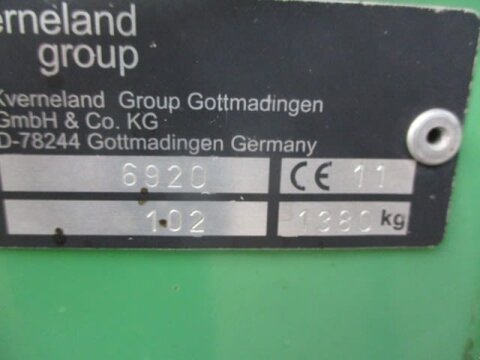 erneland
group
Kverneland Group Gottmadingen
GmbH & Co. KG
D-78244 Gottmadingen Germany
6920 CE 11
102 1380 kg